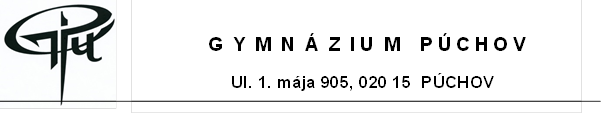 G Y M N Á Z I U M P Ú C H O V
Ul. 1. mája 905, 020 15 PÚCHOV